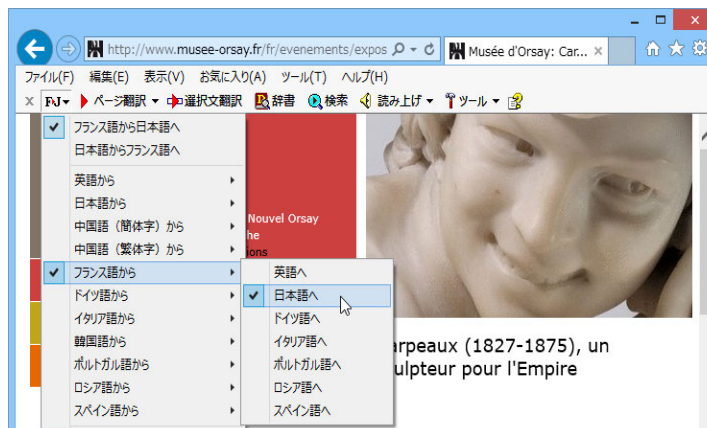 http://www.musee-orsay.fr/fr/evenements/expos
Musée d'Orsay: Car...
ファイル(F) 編集(E) 表示(V) お気に入り(A) ツール(T) ヘルプ(H)
FJ ページ翻訳 選択文翻訳 辞書 検索 読み上げ ツール
フランス語から日本語へ
日本語からフランス語へ
英語から
日本語から
中国語（簡体字）から
中国語（繁体字）から
フランス語から
ドイツ語から
イタリア語から
韓国語から
ポルトガル語から
ロシア語から
スペイン語から
英語へ
日本語へ
ドイツ語へ
イタリア語へ
ポルトガル語へ
ロシア語へ
スペイン語へ
Nouvel Orsay
arpeaux (1827-1875), un
ulpteur pour l'Empire